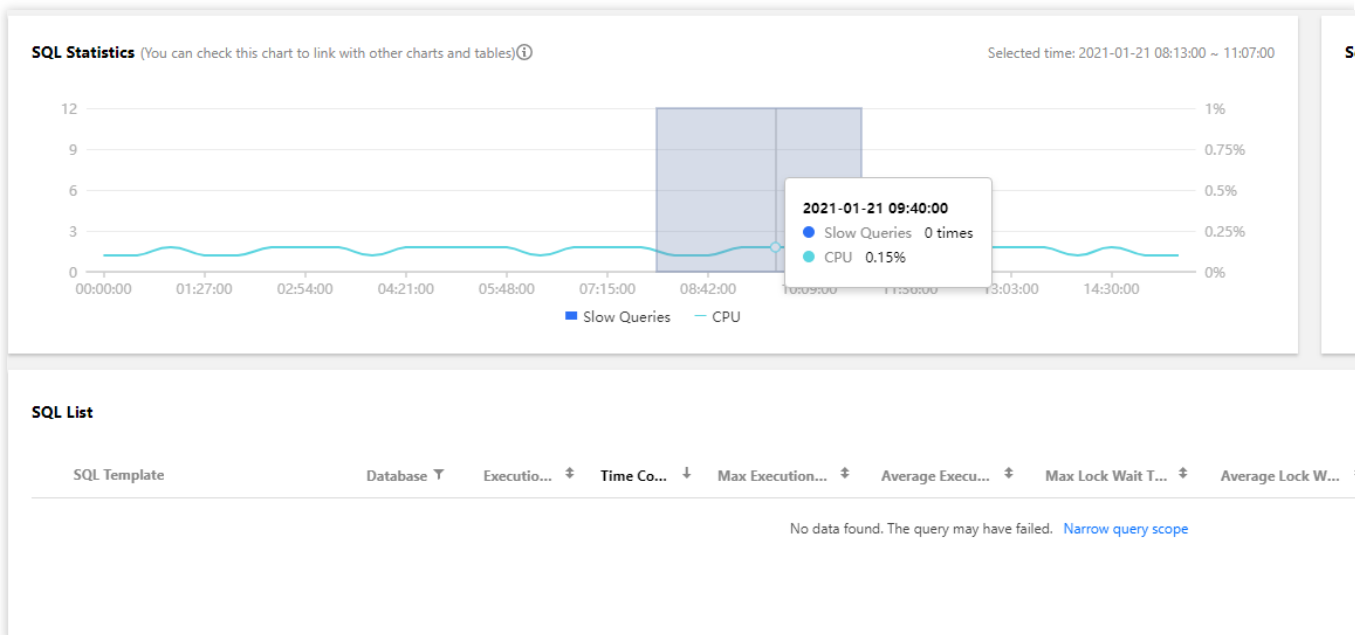 SQL Statistics (You can check this chart to link with other charts and tables)
Selected time: 2021-01-21 08:13:00 ~ 11:07:00
12
9
6
3
0
1%
0.75%
0.5%
0.25%
0%
2021-01-21 09:40:00
Slow Queries 0 times
CPU 0.15%
00:00:00 01:27:00 02:54:00 04:21:00 05:48:00 07:15:00 08:42:00 10:09:00 11:36:00 13:03:00 14:30:00
Slow Queries CPU
SQL List
SQL Template Database Executio... Time Co... Max Execution... Average Execu... Max Lock Wait T... Average Lock W...
No data found. The query may have failed. Narrow query scope